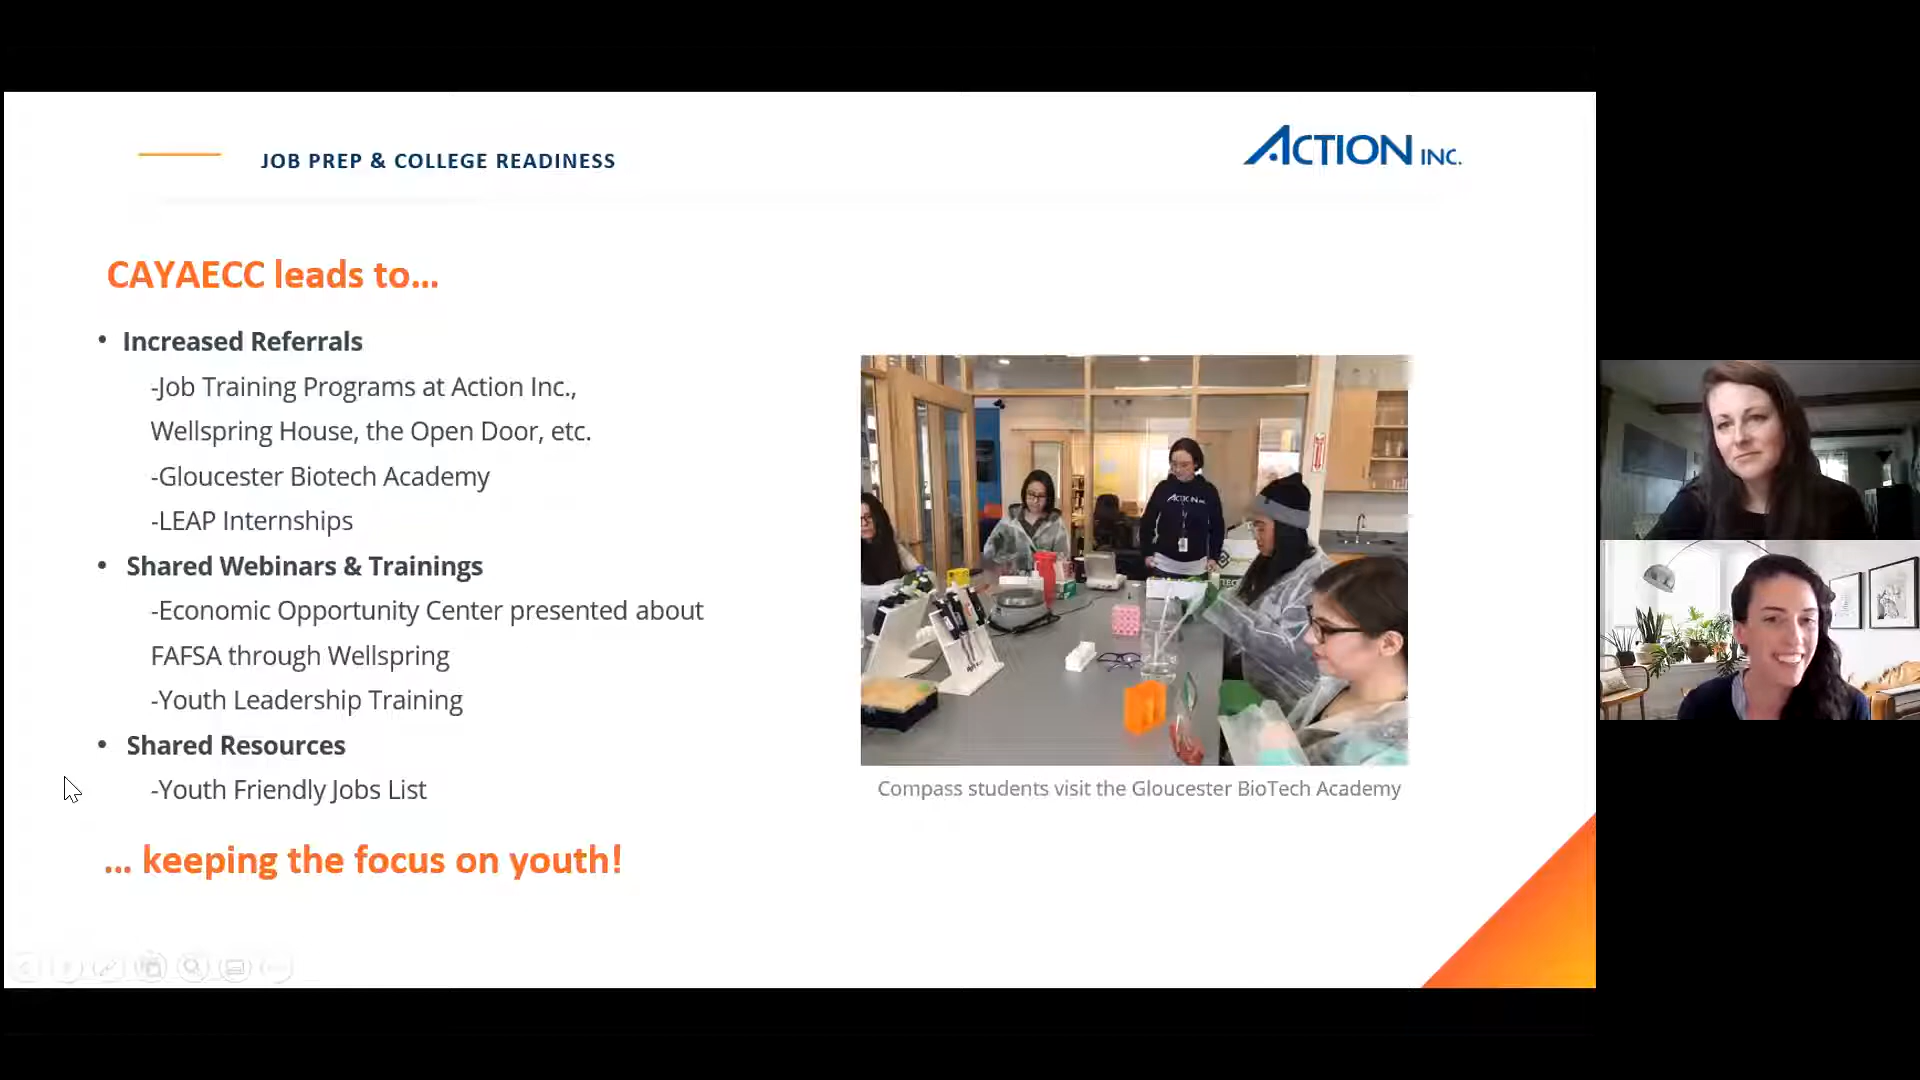 JOB PREP & COLLEGE READINESS
ACTION INC.
CAYAECC leads to...
• Increased Referrals
-Job Training Programs at Action Inc.,
Wellspring House, the Open Door, etc.
-Gloucester Biotech Academy
-LEAP Internships
• Shared Webinars & Trainings
-Economic Opportunity Center presented about
FAFSA through Wellspring
-Youth Leadership Training
• Shared Resources
-Youth Friendly Jobs List
... keeping the focus on youth!
ACTION INC.
Compass students visit the Gloucester BioTech Academy